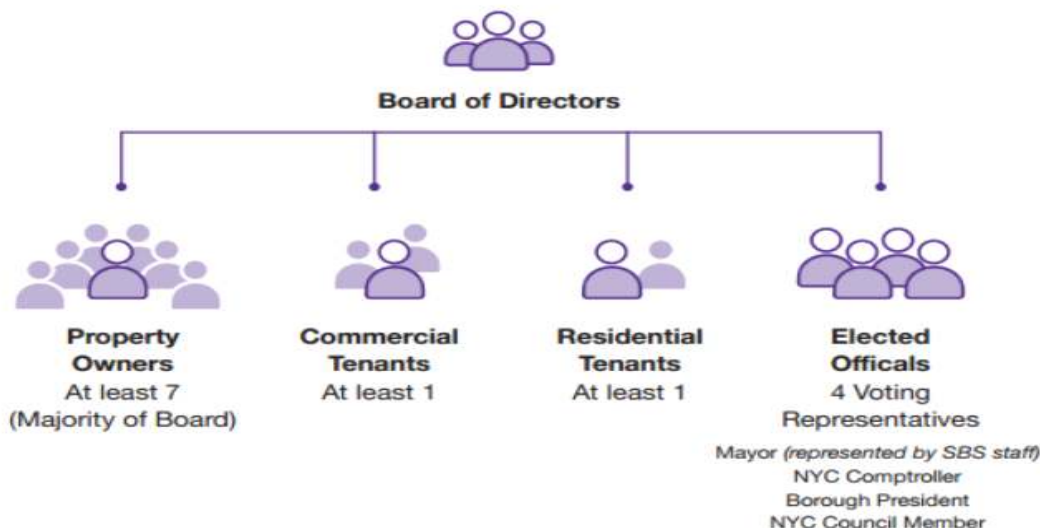 Board of Directors
Property
Owners
At least 7
(Majority of Board)
Commercial
Tenants
At least 1
Residential
Tenants
At least 1
Elected
Officals
4 Voting
Representatives
Mayor (represented by SBS staff)
NYC Comptroller
Borough President
NYC Council Member